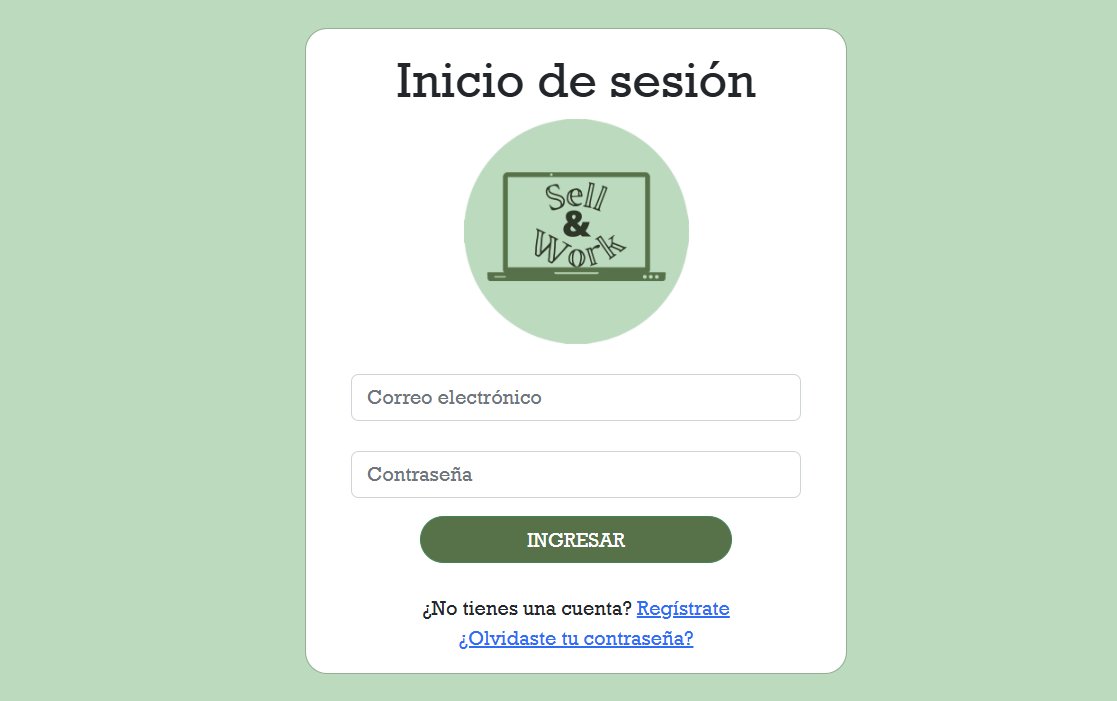 Inicio de sesión
Sell
&
Work
Correo electrónico
Contraseña
INGRESAR
¿No tienes una cuenta? Regístrate
¿Olvidaste tu contraseña?